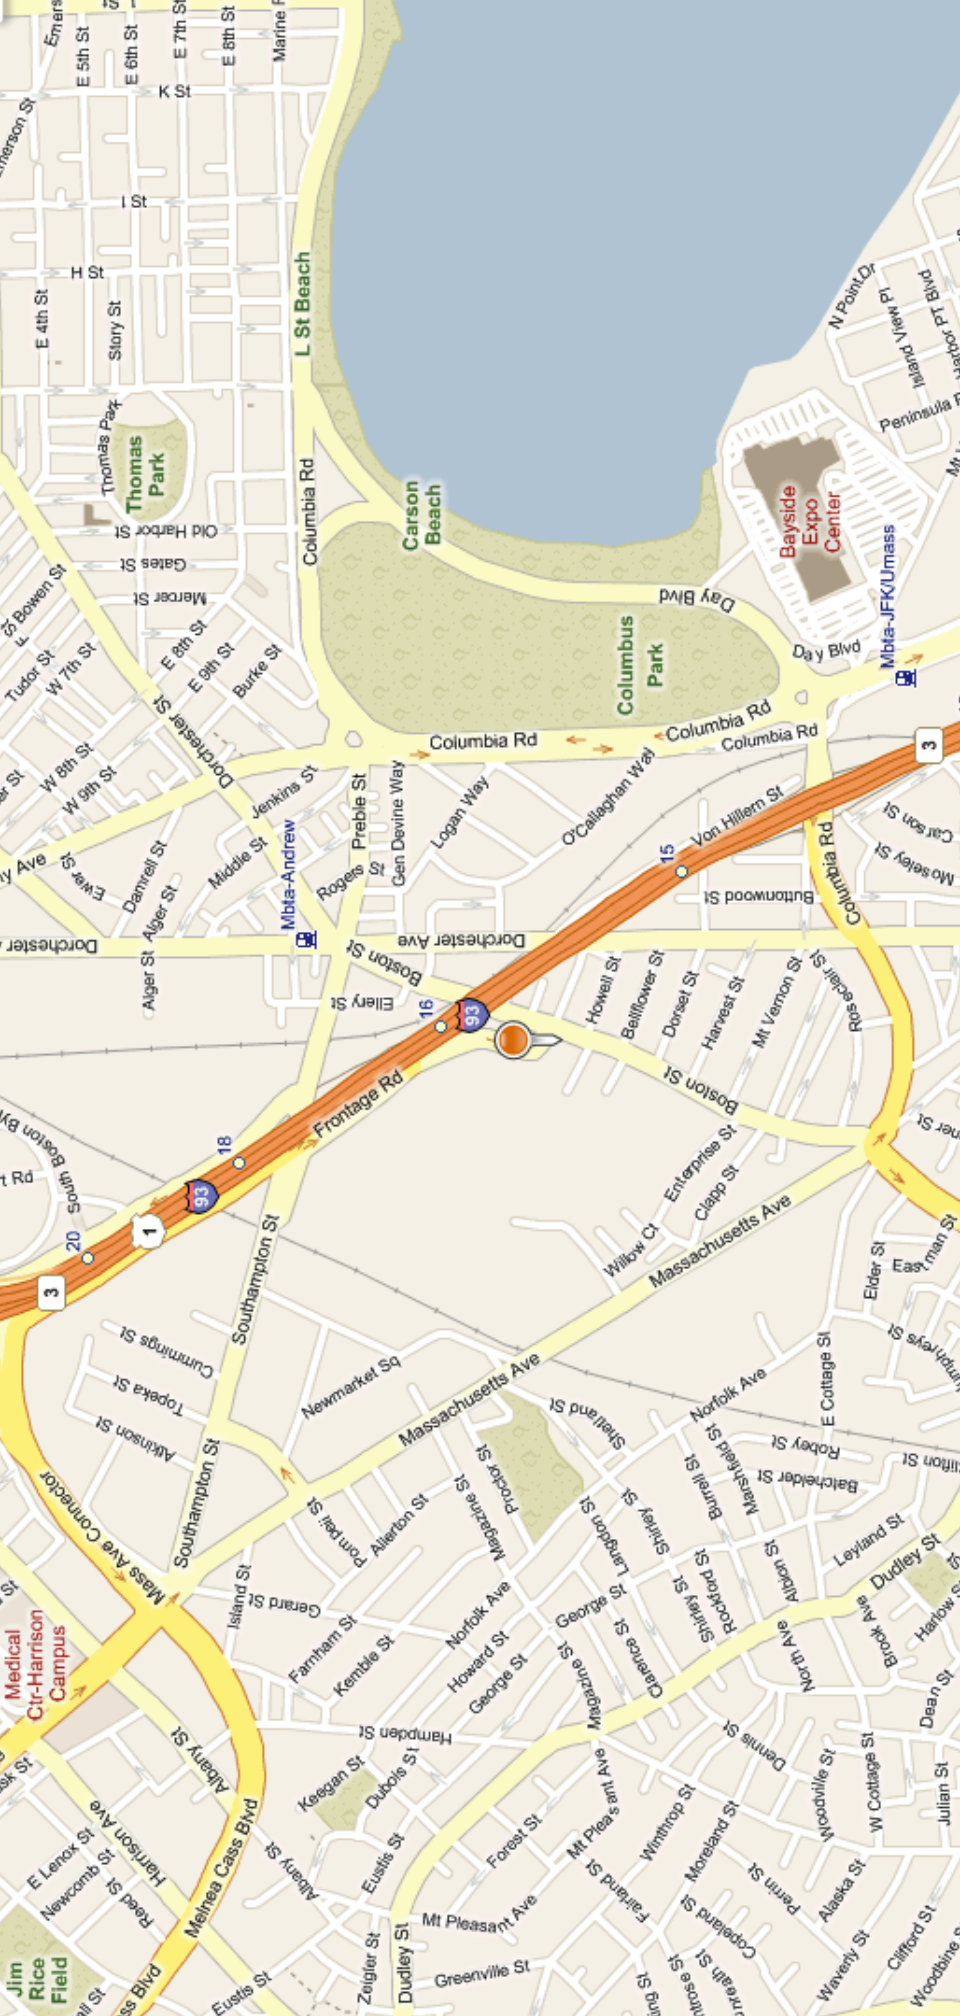 E 5th St
E 6th St
E 7th St
E 8th St
K St
I St
H St
E 4th St
Story St
L St Beach
N Point Dr
Island View Pl
Harbor PT Blvd
Thomas Park
Thomas
Park
Columbia Rd
Carson
Beach
Bayside
Expo
Center
Old Harbor St
Gates St
Mercer St
Bowen St
Tudor St
W 7th St
E 8th St
E 9th St
Burke St
Day Blvd
Columbus
Park
Day Blvd
Mbta-JFK/Umass
Dorchester St
Columbia Rd
Columbia Rd
Columbia Rd
3
W 8th St
W 9th St
Jenkins St
Preble St
Gen Devine Way
Logan Way
O'Callaghan Way
Von Hillern St
15
Carson St
Moseley St
Ewer St
Damrell St
Alger St
Middle St
Mbta-Andrew
Rogers St
Buttonwood St
Columbia Rd
Dorchester
Alger St
Boston St
Dorchester Ave
Ellery St
16
93
Howell St
Bellflower St
Dorset St
Harvest St
Mt Vernon St
Roseclair St
Frontage Rd
Boston St
18
93
1
20
3
South Boston
Enterprise St
Clapp St
Willow Ct
Massachusetts Ave
Elder St
Southampton St
Cummings St
Topeka St
Atkinson St
Newmarket Sq
Massachusetts Ave
Shetland St
Norfolk Ave
E Cottage St
Robey St
Batchelder St
Marshfield St
Burrell St
Proctor St
Magazine St
Mass Ave Connector
Southampton St
Pompeii St
Allerton St
Langdon St
Shirley St
Leyland St
Dudley St
Albion St
Rockford St
Shirley St
Island St
Gerard St
Farnham St
Kemble St
Norfolk Ave
Howard St
George St
George St
Clarence St
Magazine St
North Ave
Brook Ave
Medical
Ctr-Harrison
Campus
Hampden St
Albany St
Keegan St
Dubois St
Dennis St
Dean St
Woodville St
W Cottage St
Julian St
Harrison Ave
Melnea Cass Blvd
E Lenox St
Newcomb St
Reed St
Albany St
Eustis St
Forest St
Mt Pleasant Ave
Winthrop St
Moreland St
Fairland St
Perrin St
Alaska St
Copeland St
Mt Pleasant Ave
Dudley St
Zeigler St
Greenville St
Waverly St
Clifford St
Eustis St
Jim
Rice
Field